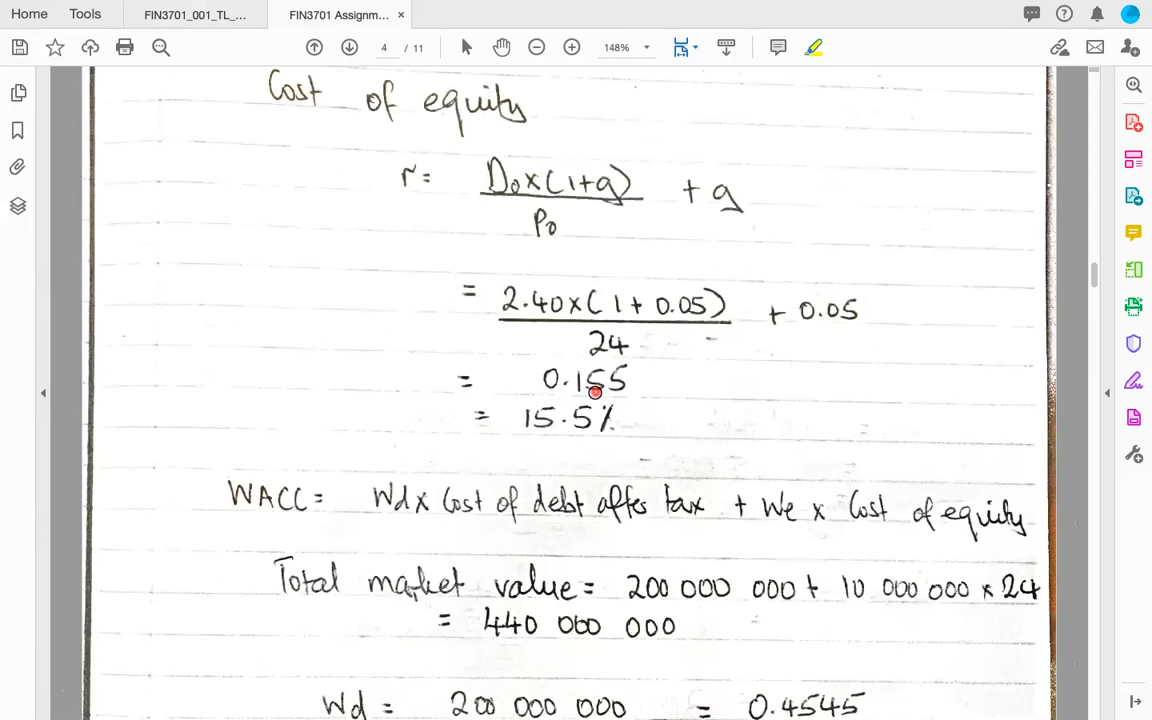 Home Tools FIN3701_001_TL_... FIN3701 Assignm... ×
4 / 11 148%
Cost of equity
r = D₀x(1+g) + g
P₀
= 2.40x(1 + 0.05) + 0.05
24
= 0.155
= 15.5%
WACC = Wd x Cost of debt after tax + We x Cost of equity
Total market value = 200 000 000 + 10 000 000 x 24
= 440 000 000
Wd = 200 000 000 = 0.4545